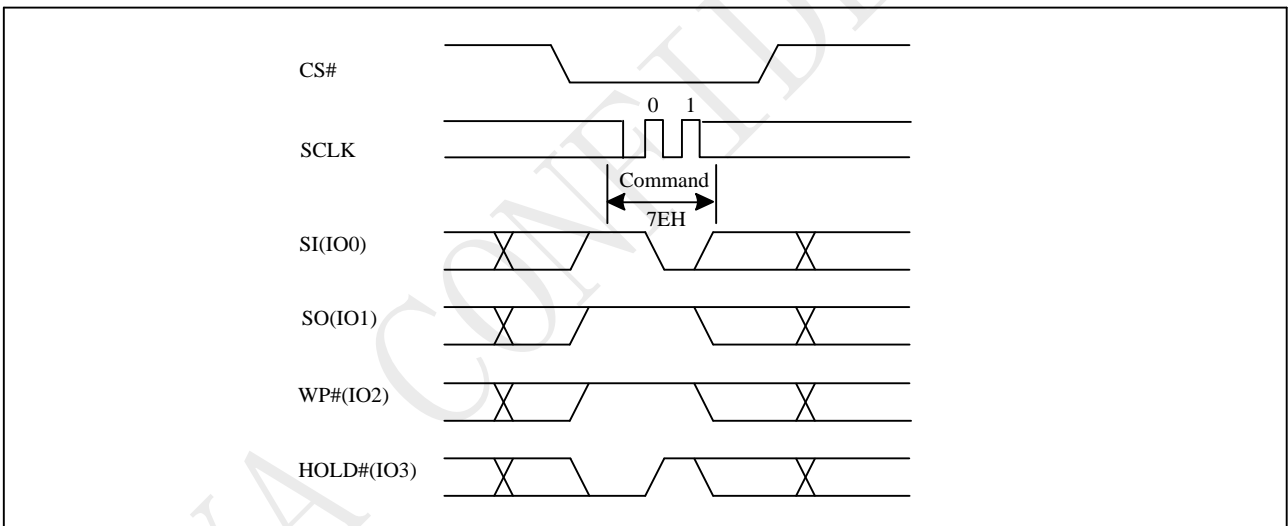 CS#
0 1
SCLK
Command
7EH
SI(IO0)
SO(IO1)
WP#(IO2)
HOLD#(IO3)